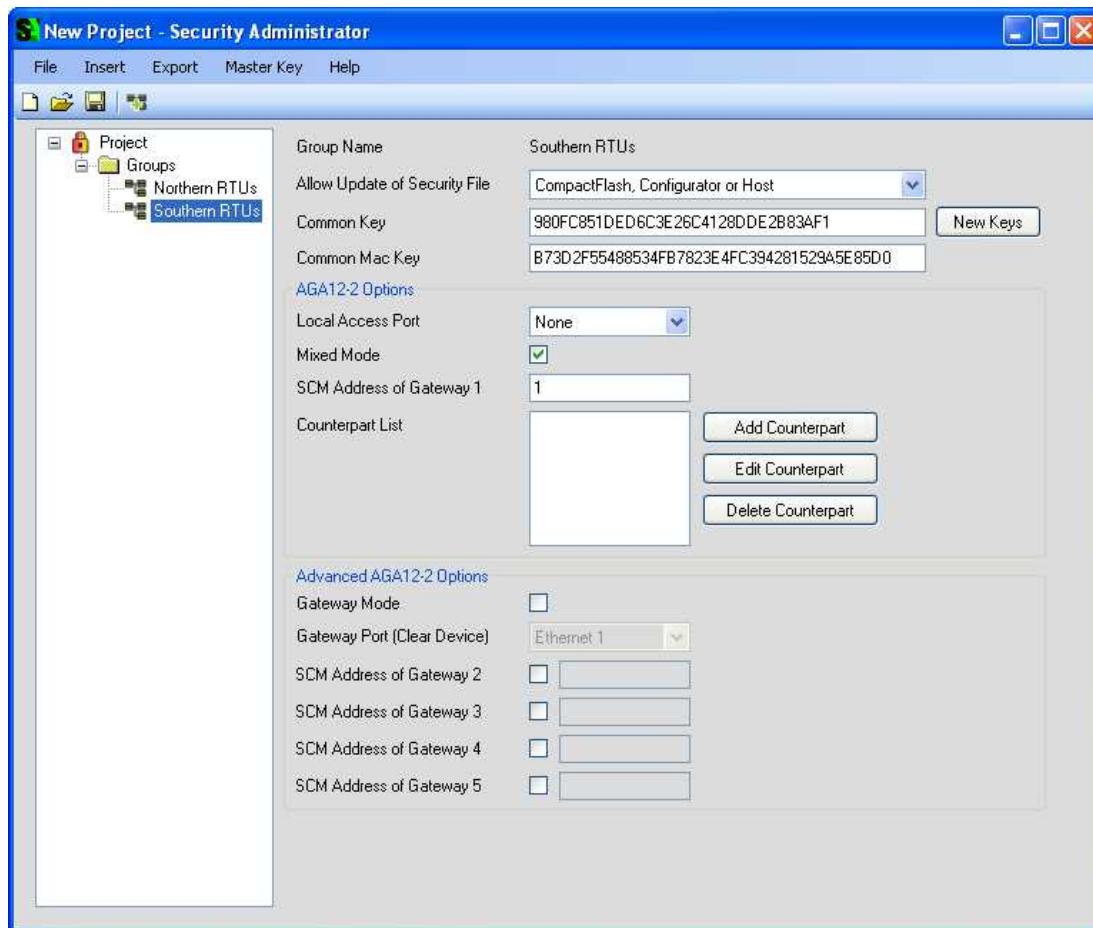 New Project - Security Administrator
File Insert Export Master Key Help
Project
Groups
Northern RTUs
Southern RTUs
Group Name Southern RTUs
Allow Update of Security File CompactFlash, Configurator or Host
Common Key 980FC851DED6C3E26C4128DDE2B83AF1 New Keys
Common Mac Key B73D2F55488534FB7823E4FC394281529A5E85D0
AGA12-2 Options
Local Access Port None
Mixed Mode
SCM Address of Gateway 1 1
Counterpart List Add Counterpart
Edit Counterpart
Delete Counterpart
Advanced AGA12-2 Options
Gateway Mode
Gateway Port (Clear Device) Ethernet 1
SCM Address of Gateway 2
SCM Address of Gateway 3
SCM Address of Gateway 4
SCM Address of Gateway 5